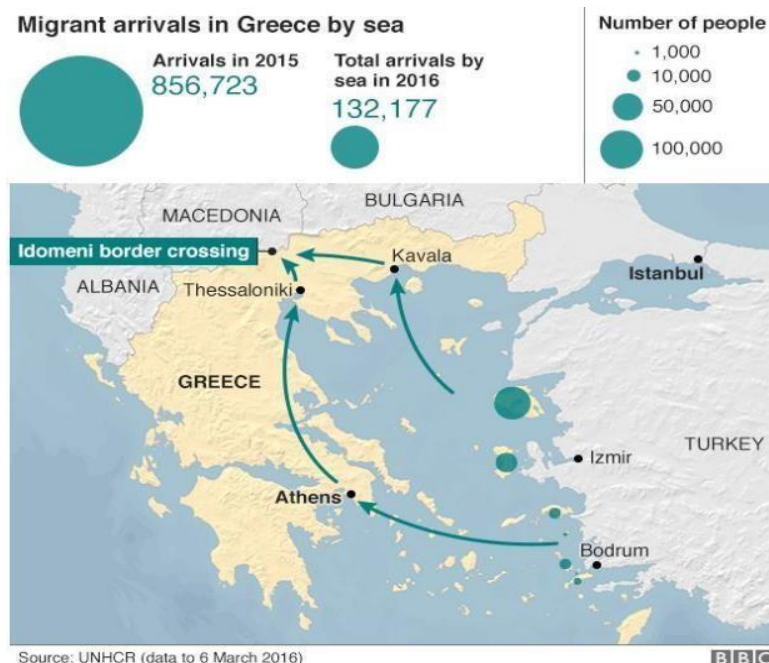 Migrant arrivals in Greece by sea
Arrivals in 2015
856,723
Total arrivals by
sea in 2016
132,177
Number of people
1,000
10,000
50,000
100,000
BULGARIA
MACEDONIA
Idomeni border crossing
Kavala
Istanbul
ALBANIA
Thessaloniki
GREECE
TURKEY
Izmir
Athens
Bodrum
Source: UNHCR (data to 6 March 2016)
BBC